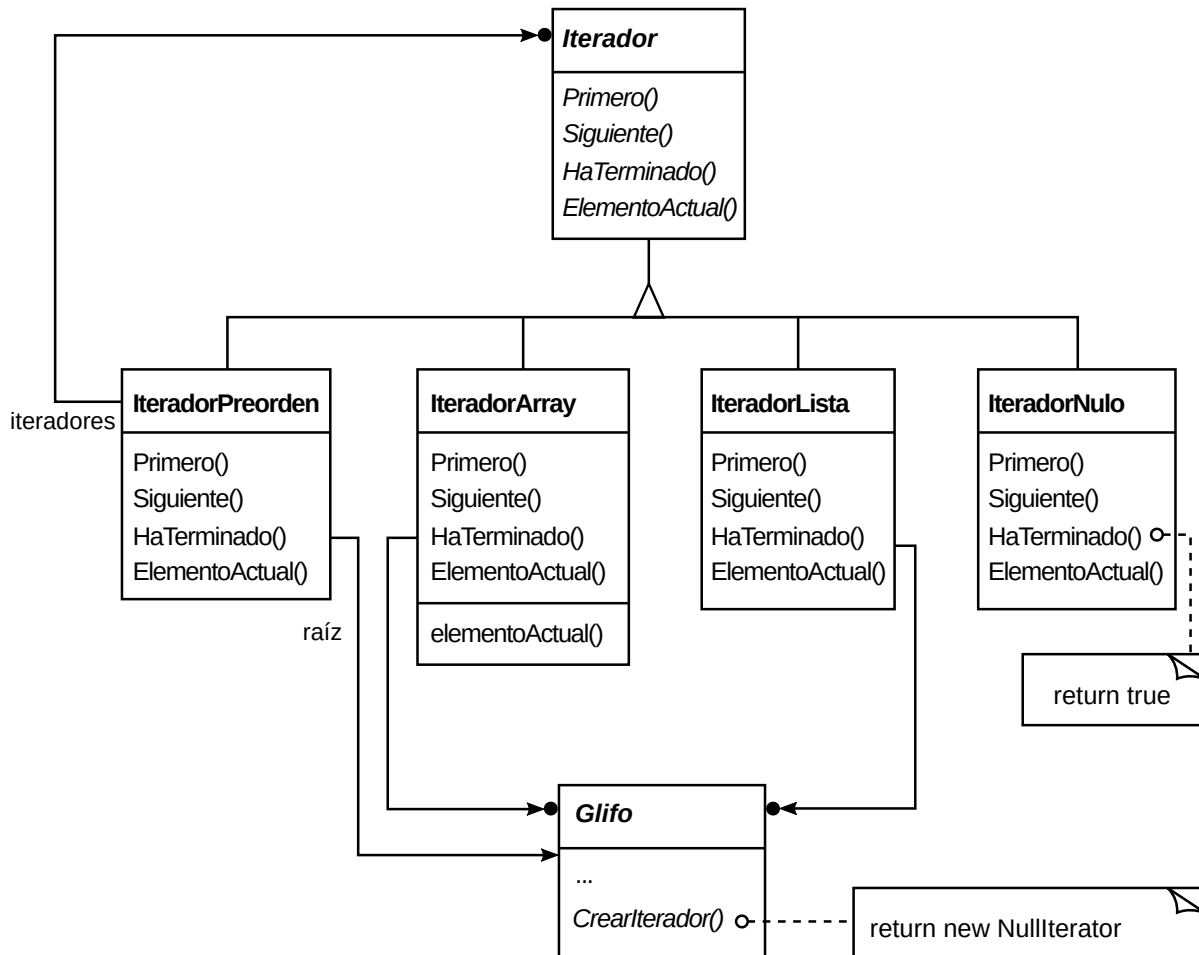 Iterador
Primero()
Siguiente()
HaTerminado()
ElementoActual()
iteradores
IteradorPreorden
Primero()
Siguiente()
HaTerminado()
ElementoActual()
raíz
IteradorArray
Primero()
Siguiente()
HaTerminado()
ElementoActual()
elementoActual()
IteradorLista
Primero()
Siguiente()
HaTerminado()
ElementoActual()
IteradorNulo
Primero()
Siguiente()
HaTerminado()
ElementoActual()
return true
Glifo
...
CrearIterador()
return new NullIterator